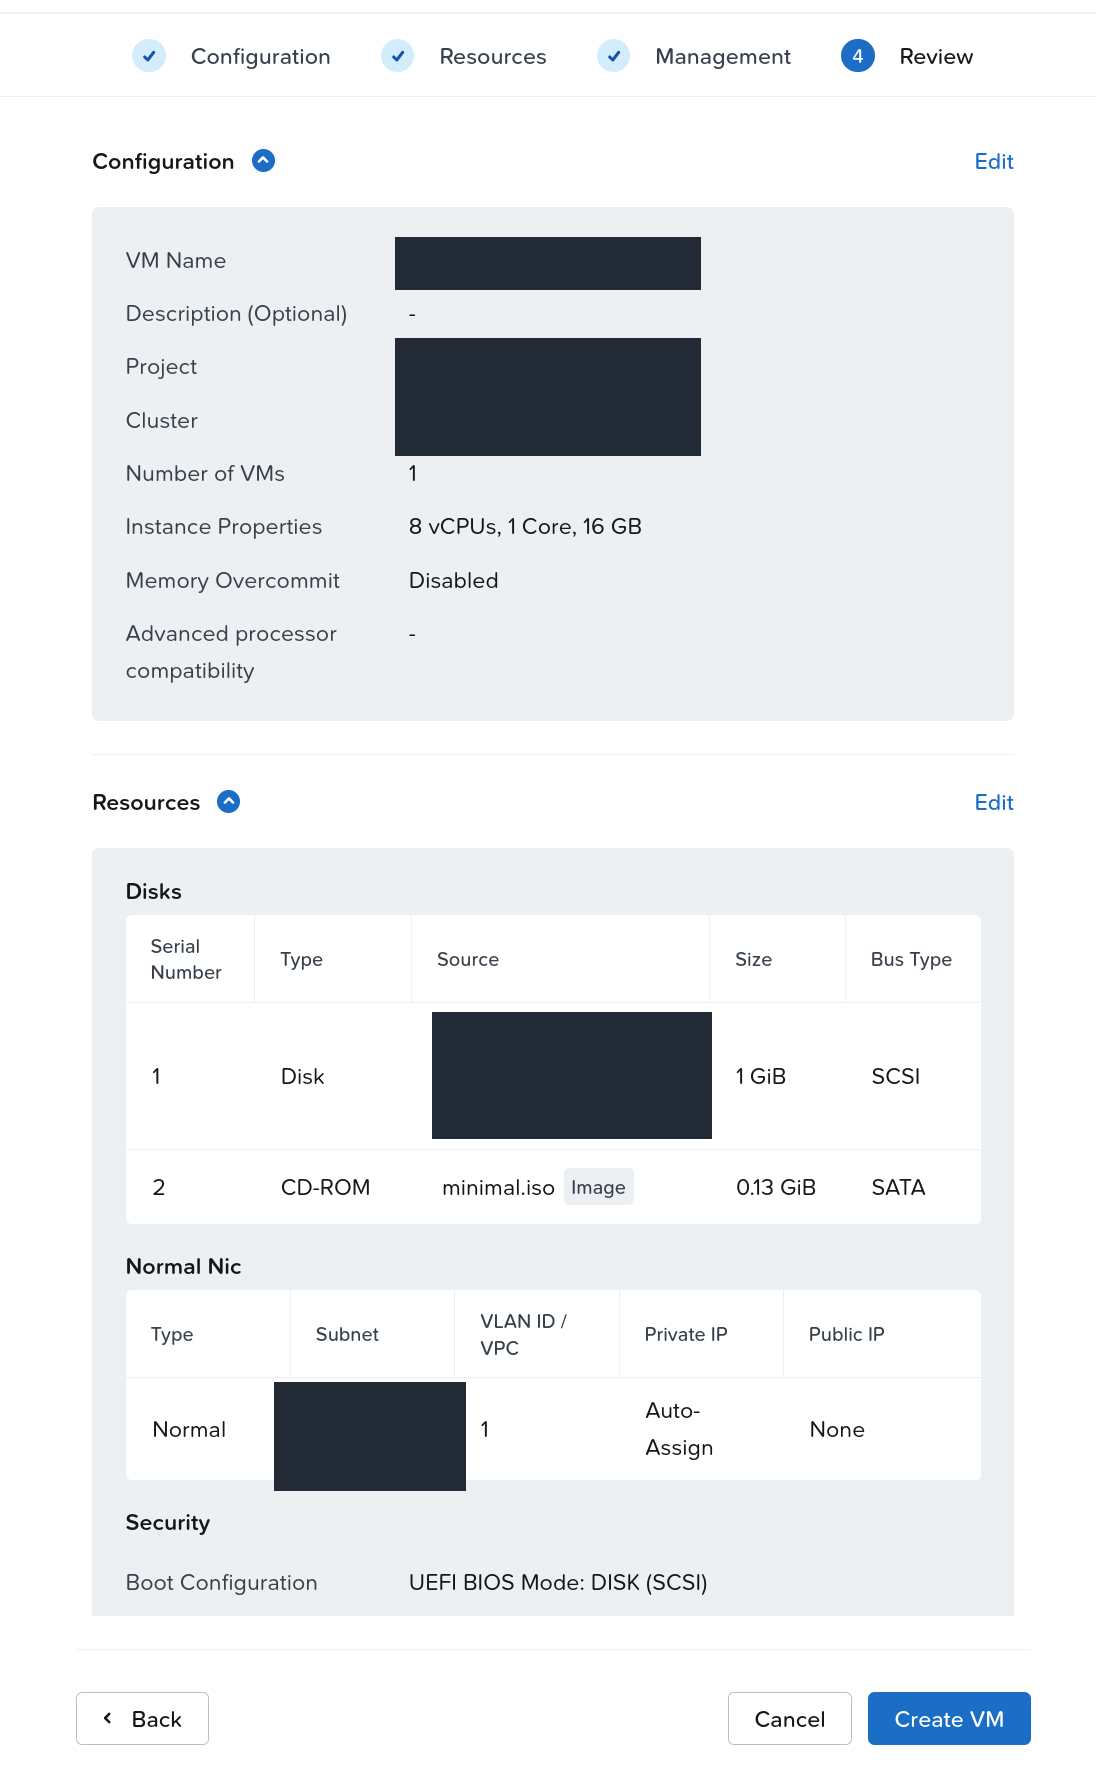 Configuration
Resources
Management
4
Review
Configuration
Edit
VM Name
Description (Optional)
-
Project
Cluster
Number of VMs
1
Instance Properties
8 vCPUs, 1 Core, 16 GB
Memory Overcommit
Disabled
Advanced processor
compatibility
-
Resources
Edit
Disks
Serial
Number
Type
Source
Size
Bus Type
1
Disk
1 GiB
SCSI
2
CD-ROM
minimal.iso
Image
0.13 GiB
SATA
Normal Nic
Type
Subnet
VLAN ID /
VPC
Private IP
Public IP
Normal
1
Auto-
Assign
None
Security
Boot Configuration
UEFI BIOS Mode: DISK (SCSI)
Back
Cancel
Create VM